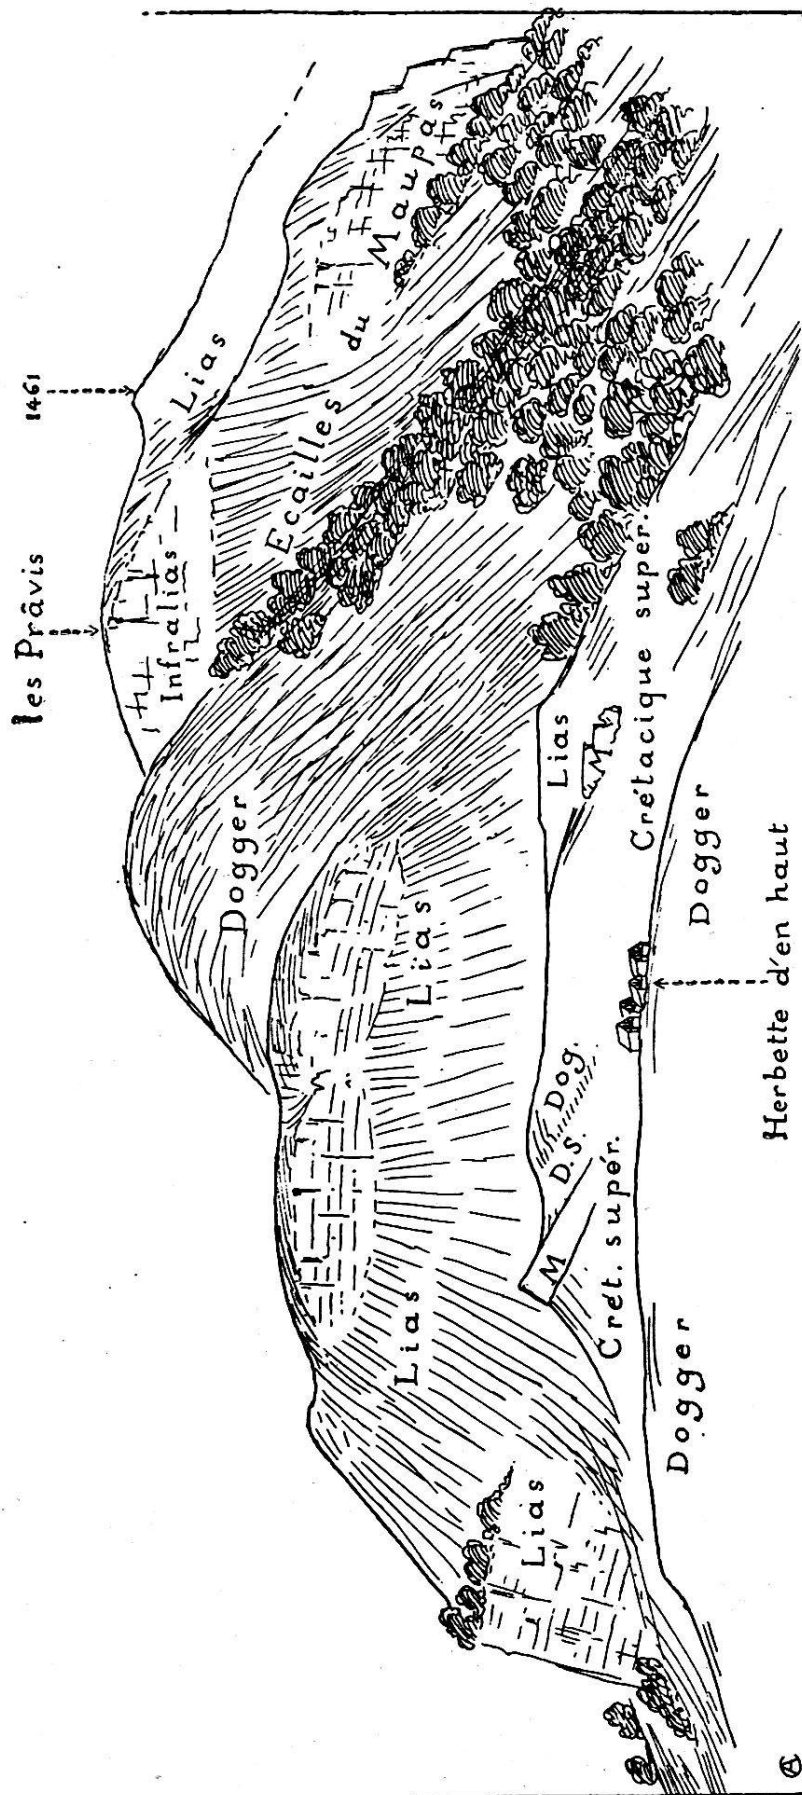 les Prâvis
1461
Infralias
Lias
Dogger
Ecailles du Maupas
Lias
Lias
Lias
Lias
M
D.S.
Dog.
M
Crét. supér.
Crétacique super.
Dogger
Dogger
Herbette d'en haut